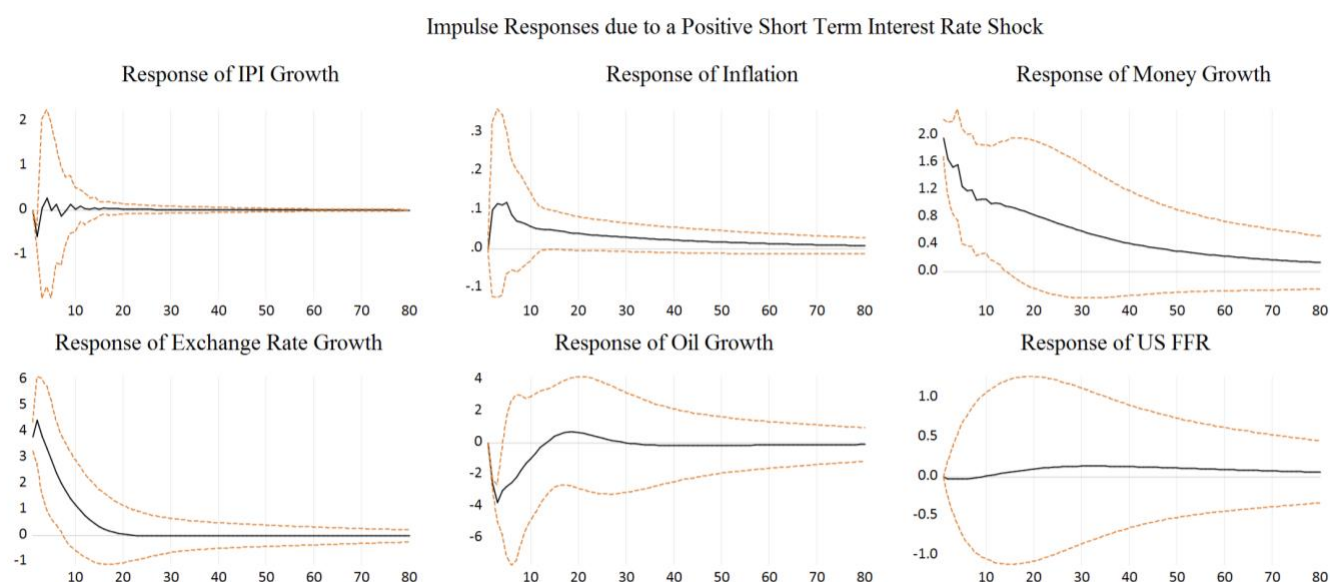 Impulse Responses due to a Positive Short Term Interest Rate Shock
Response of IPI Growth
2
1
0
-1
10 20 30 40 50 60 70 80
Response of Inflation
.3
.2
.1
.0
-.1
10 20 30 40 50 60 70 80
Response of Money Growth
2.0
1.6
1.2
0.8
0.4
0.0
10 20 30 40 50 60 70 80
Response of Exchange Rate Growth
6
5
4
3
2
1
0
-1
10 20 30 40 50 60 70 80
Response of Oil Growth
4
2
0
-2
-4
-6
10 20 30 40 50 60 70 80
Response of US FFR
1.0
0.5
0.0
-0.5
-1.0
10 20 30 40 50 60 70 80